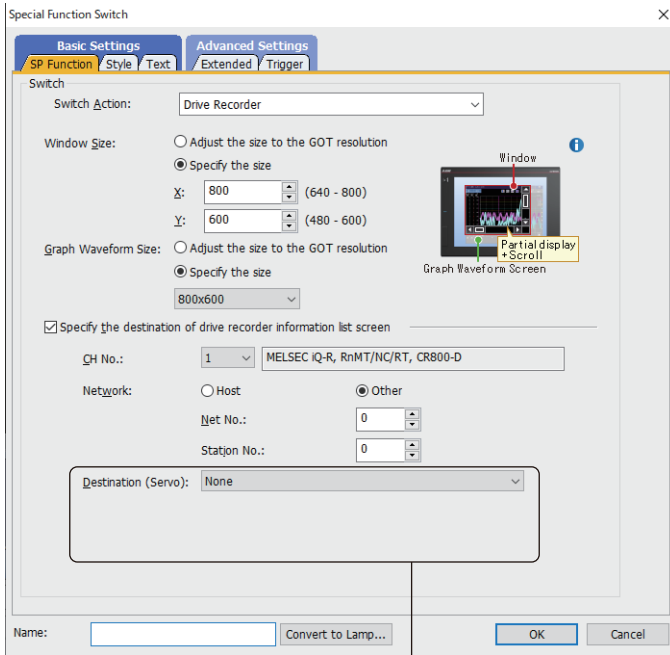 Special Function Switch
Basic Settings
Advanced Settings
SP Function
Style
Text
Extended
Trigger
Switch
Switch Action:
Drive Recorder
Window Size:
Adjust the size to the GOT resolution
Specify the size
X:
800
(640 - 800)
Y:
600
(480 - 600)
Window
Partial display
+Scroll
Graph Waveform Screen
Graph Waveform Size:
Adjust the size to the GOT resolution
Specify the size
800x600
Specify the destination of drive recorder information list screen
CH No.:
1
MELSEC iQ-R, RnMT/NC/RT, CR800-D
Network:
Host
Other
Net No.:
0
Station No.:
0
Destination (Servo):
None
Name:
Convert to Lamp...
OK
Cancel